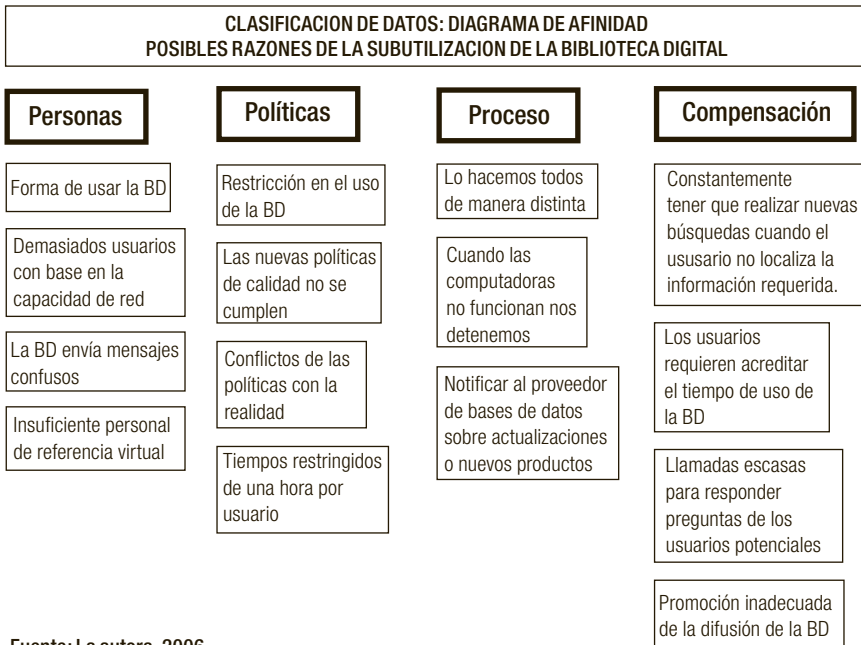 CLASIFICACION DE DATOS: DIAGRAMA DE AFINIDAD
POSIBLES RAZONES DE LA SUBUTILIZACION DE LA BIBLIOTECA DIGITAL
Personas
Forma de usar la BD
Demasiados usuarios
con base en la
capacidad de red
La BD envía mensajes
confusos
Insuficiente personal
de referencia virtual
Políticas
Restricción en el uso
de la BD
Las nuevas políticas
de calidad no se
cumplen
Conflictos de las
políticas con la
realidad
Tiempos restringidos
de una hora por
usuario
Proceso
Lo hacemos todos
de manera distinta
Cuando las
computadoras
no funcionan nos
detenemos
Notificar al proveedor
de bases de datos
sobre actualizaciones
o nuevos productos
Compensación
Constantemente
tener que realizar nuevas
búsquedas cuando el
ususario no localiza la
información requerida.
Los usuarios
requieren acreditar
el tiempo de uso de
la BD
Llamadas escasas
para responder
preguntas de los
usuarios potenciales
Promoción inadecuada
de la difusión de la BD
Fuente: La autora, 2006